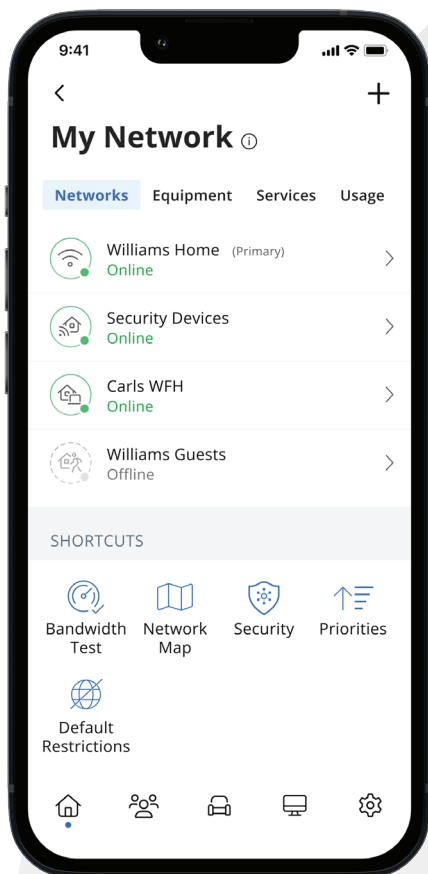 9:41
My Network
Networks Equipment Services Usage
Williams Home (Primary)
Online
Security Devices
Online
Carls WFH
Online
Williams Guests
Offline
SHORTCUTS
Bandwidth Test
Network Map
Security
Priorities
Default
Restrictions